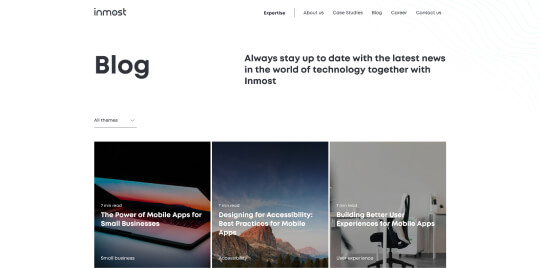 inmost
Expertise
About us
Case Studies
Blog
Career
Contact us
Blog
Always stay up to date with the latest news
in the world of technology together with
Inmost
All themes
7 min read
The Power of Mobile Apps for
Small Businesses
Small business
7 min read
Designing for Accessibility:
Best Practices for Mobile
Apps
Accessibility
7 min read
Building Better User
Experiences for Mobile Apps
User experience